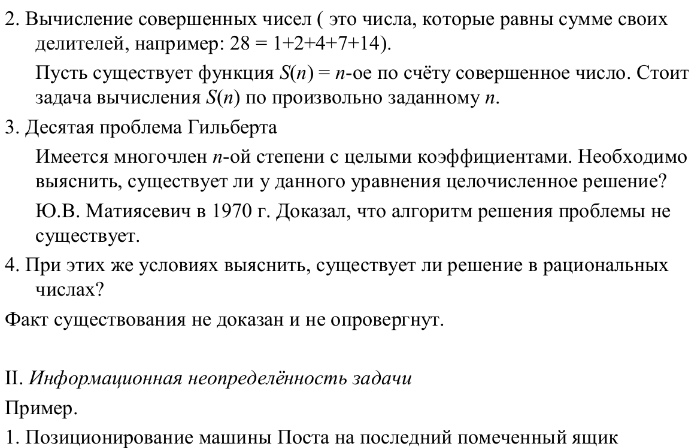 2. Вычисление совершенных чисел ( это числа, которые равны сумме своих
делителей, например: 28 = 1+2+4+7+14).
Пусть существует функция S(n) = n-ое по счёту совершенное число. Стоит
задача вычисления S(n) по произвольно заданному n.
3. Десятая проблема Гильберта
Имеется многочлен n-ой степени с целыми коэффициентами. Необходимо
выяснить, существует ли у данного уравнения целочисленное решение?
Ю.В. Матиясевич в 1970 г. Доказал, что алгоритм решения проблемы не
существует.
4. При этих же условиях выяснить, существует ли решение в рациональных
числах?
Факт существования не доказан и не опровергнут.
II. Информационная неопределённость задачи
Пример.
1. Позиционирование машины Поста на последний помеченный ящик